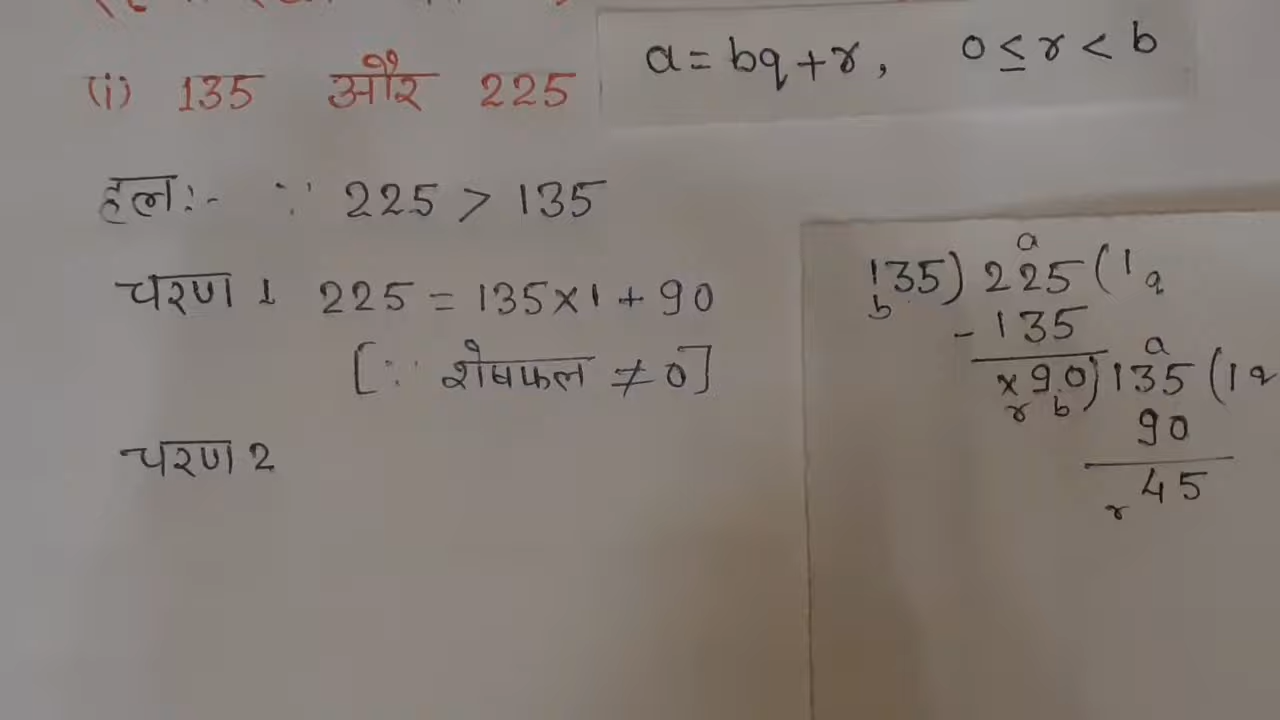 (i) 135 और 225
a = bq + r, 0 ≤ r < b
हल:- ∵ 225 > 135
चरण 1 225 = 135×1 + 90
[∵ शेषफल ≠ 0]
चरण 2
a
135) 225 (1 q
b
- 135
a
×90) 135 (1 q
r b
90
r 45